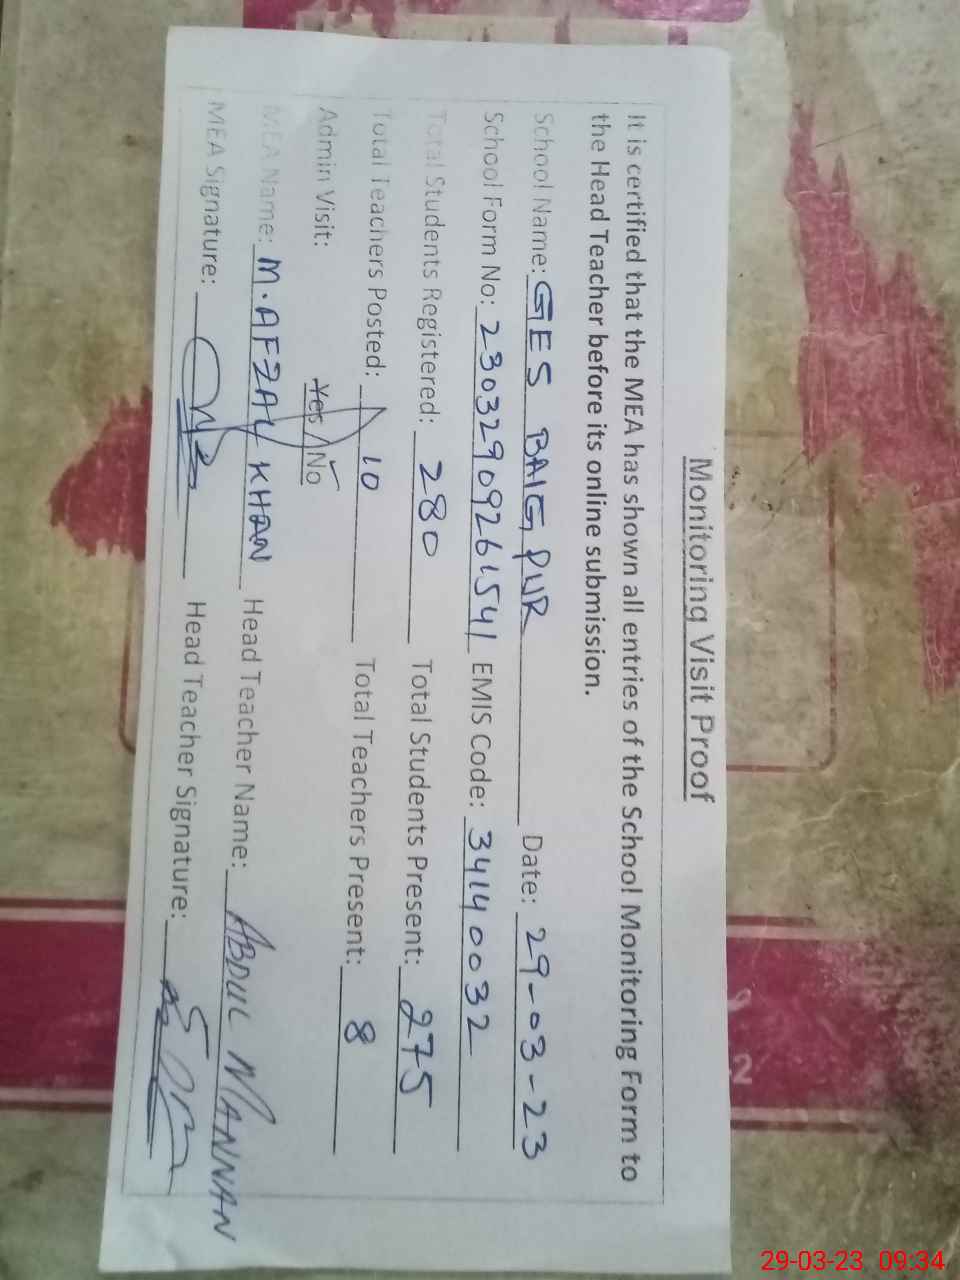 Monitoring Visit Proof
It is certified that the MEA has shown all entries of the School Monitoring Form to
the Head Teacher before its online submission.
School Name: GES BAIG PUR Date: 29-03-23
School Form No: 23032909261541 EMIS Code: 34140032
Total Students Registered: 280 Total Students Present: 275
Total Teachers Posted: 10 Total Teachers Present: 8
Admin Visit: Yes / No
MEA Name: M. AFZAL KHAN Head Teacher Name: ABDUL MANNAN
MEA Signature: Head Teacher Signature:
29-03-23 09:34